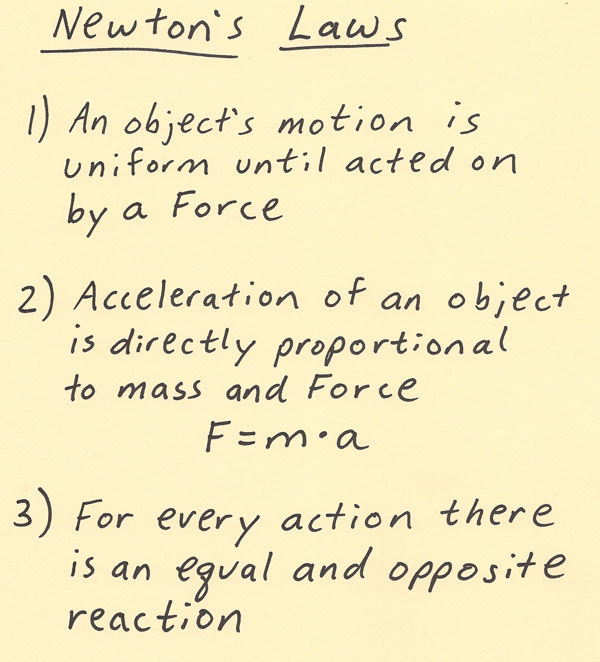 Newton's Laws
1) An object's motion is
uniform until acted on
by a Force
2) Acceleration of an object
is directly proportional
to mass and Force
F=m•a
3) For every action there
is an equal and opposite
reaction